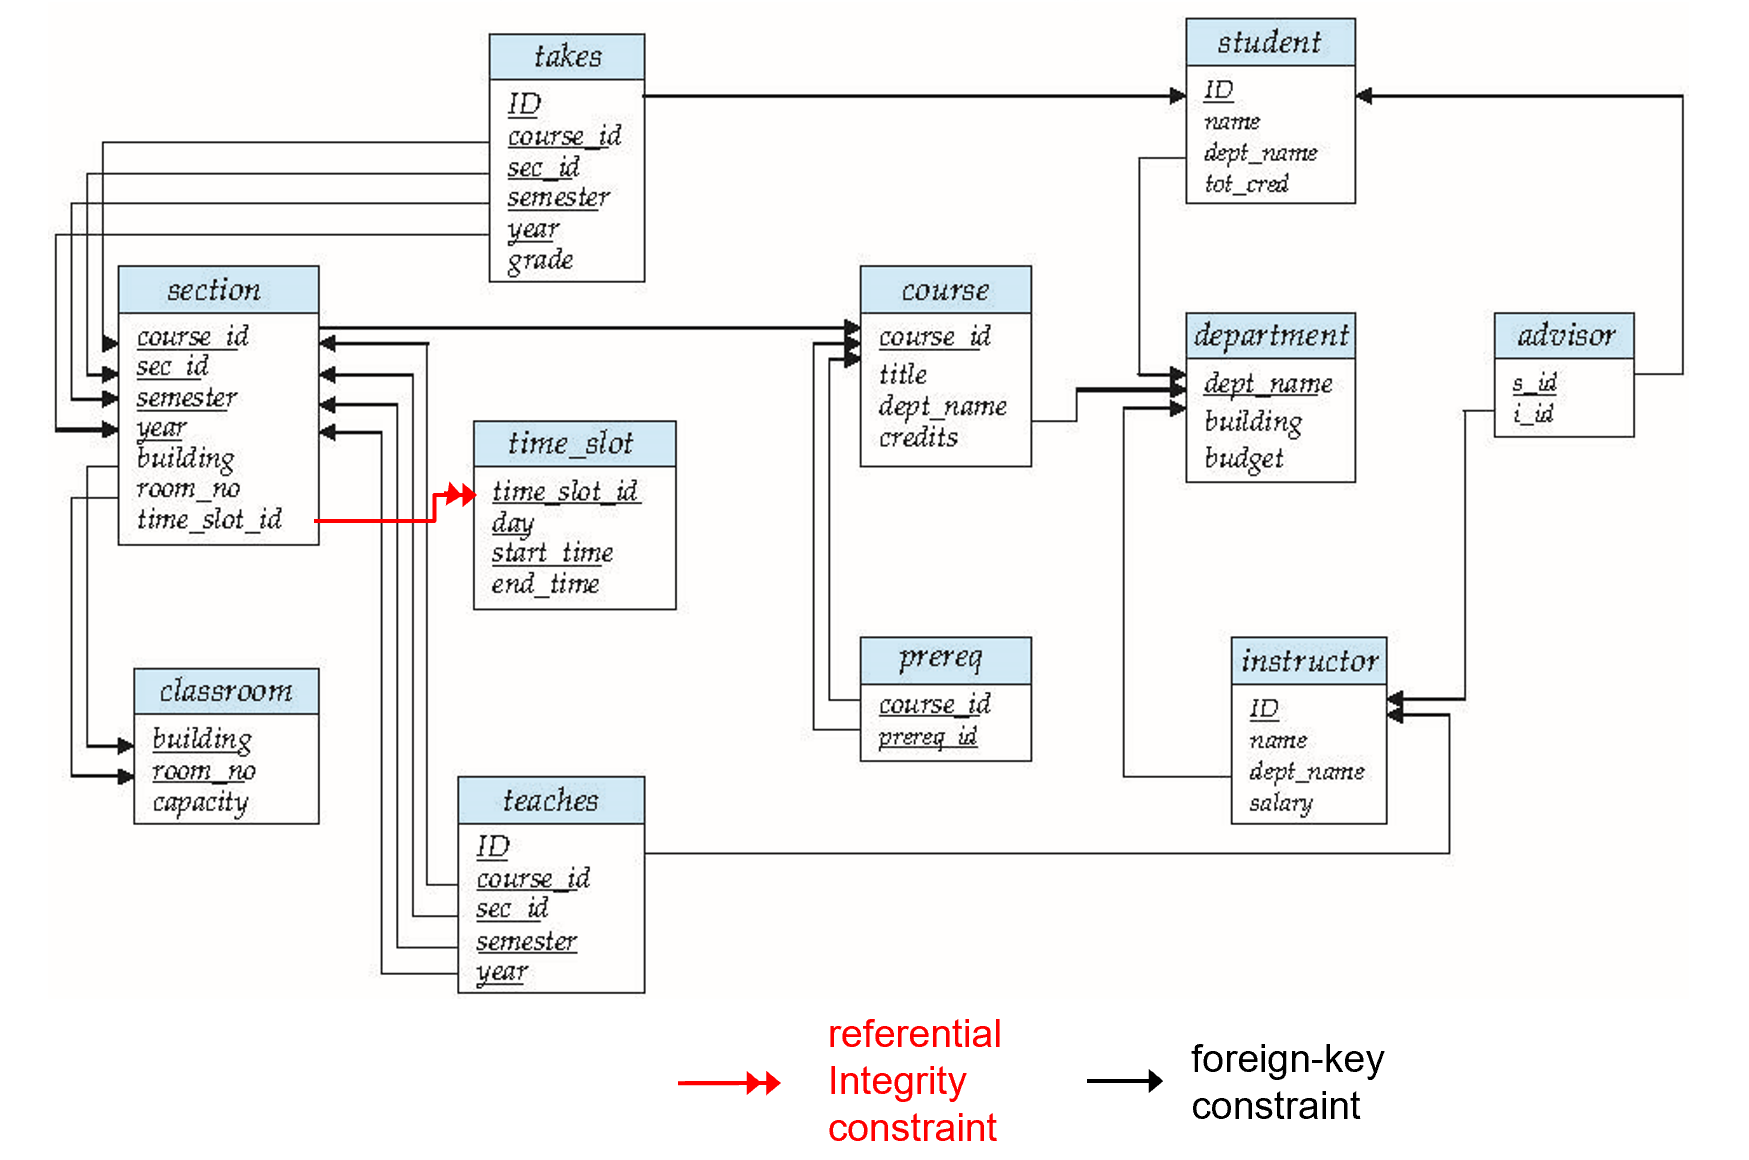 takes
ID
course_id
sec_id
semester
year
grade
student
ID
name
dept_name
tot_cred
section
course_id
sec_id
semester
year
building
room_no
time_slot_id
course
course_id
title
dept_name
credits
department
dept_name
building
budget
advisor
s_id
i_id
time_slot
time_slot_id
day
start_time
end_time
prereq
course_id
prereq_id
instructor
ID
name
dept_name
salary
classroom
building
room_no
capacity
teaches
ID
course_id
sec_id
semester
year
referential
Integrity
constraint
foreign-key
constraint